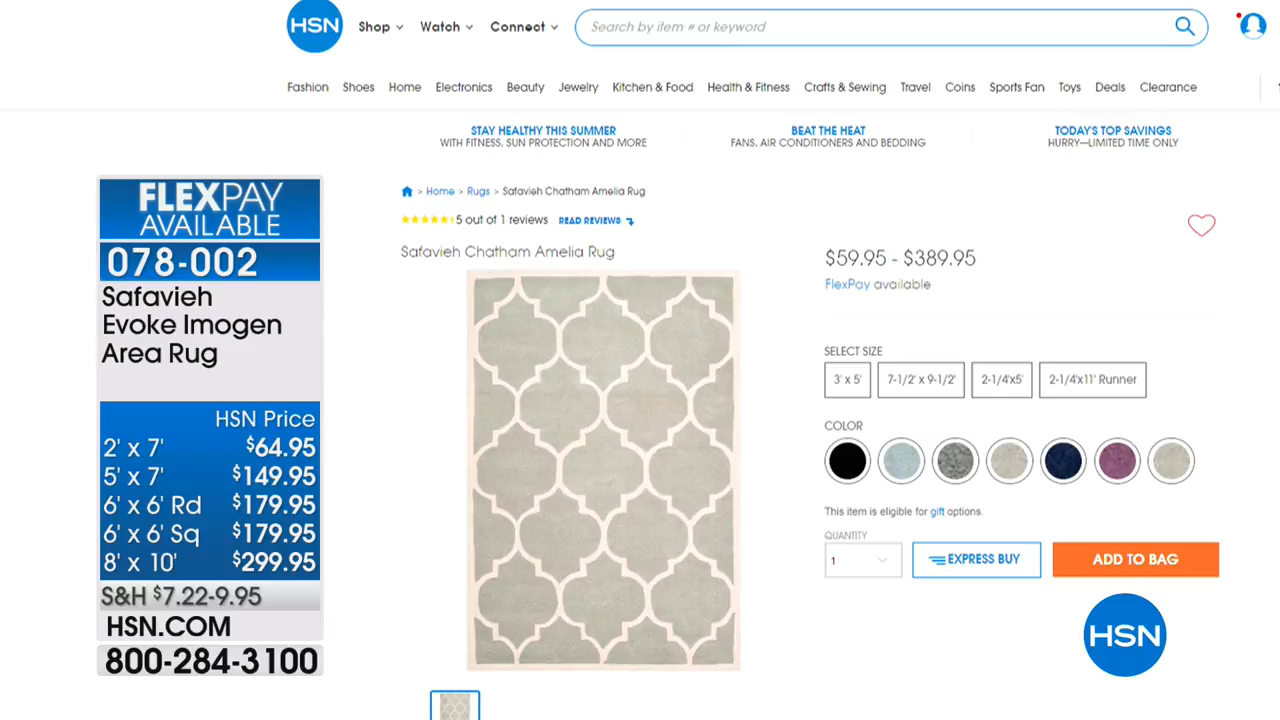 HSN
Shop
Watch
Connect
Search by item # or keyword
Fashion
Shoes
Home
Electronics
Beauty
Jewelry
Kitchen & Food
Health & Fitness
Crafts & Sewing
Travel
Coins
Sports Fan
Toys
Deals
Clearance
STAY HEALTHY THIS SUMMER
WITH FITNESS, SUN PROTECTION AND MORE
BEAT THE HEAT
FANS, AIR CONDITIONERS AND BEDDING
TODAY'S TOP SAVINGS
HURRY—LIMITED TIME ONLY
FLEXPAY
AVAILABLE
078-002
Safavieh
Evoke Imogen
Area Rug
HSN Price
2' x 7' $64.95
5' x 7' $149.95
6' x 6' Rd $179.95
6' x 6' Sq $179.95
8' x 10' $299.95
S&H $7.22-9.95
HSN.COM
800-284-3100
> Home > Rugs > Safavieh Chatham Amelia Rug
5 out of 1 reviews READ REVIEWS
Safavieh Chatham Amelia Rug
$59.95 - $389.95
FlexPay available
SELECT SIZE
3' x 5'
7-1/2' x 9-1/2'
2-1/4'x5'
2-1/4'x11' Runner
COLOR
This item is eligible for gift options.
QUANTITY
1
EXPRESS BUY
ADD TO BAG
HSN